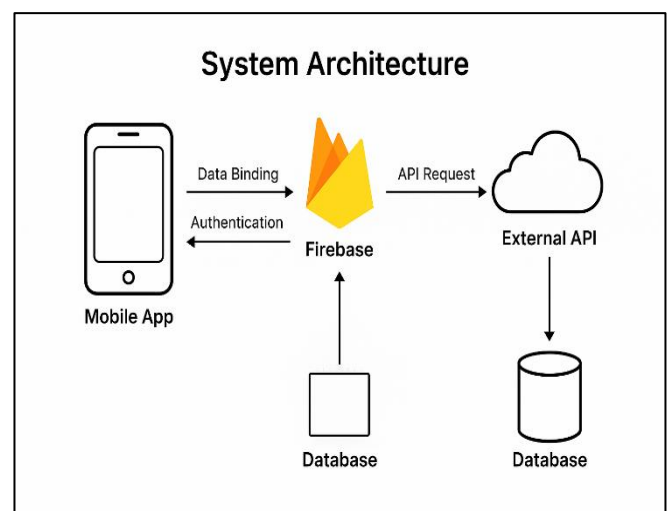 System Architecture
Data Binding
API Request
Authentication
Firebase
External API
Mobile App
Database
Database